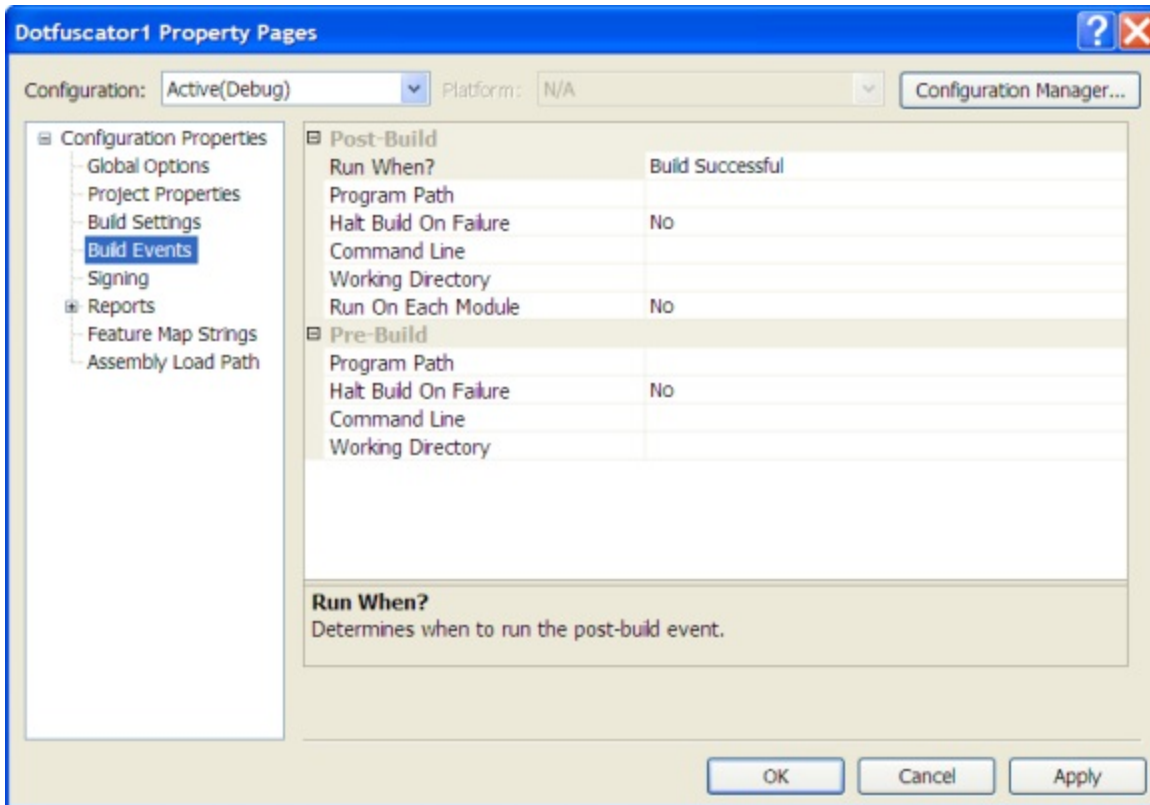 Dotfuscator1 Property Pages
Configuration: Active(Debug) Platform: N/A Configuration Manager...
Configuration Properties
Global Options
Project Properties
Build Settings
Build Events
Signing
Reports
Feature Map Strings
Assembly Load Path
Post-Build
Run When? Build Successful
Program Path
Halt Build On Failure No
Command Line
Working Directory
Run On Each Module No
Pre-Build
Program Path
Halt Build On Failure No
Command Line
Working Directory
Run When?
Determines when to run the post-build event.
OK Cancel Apply